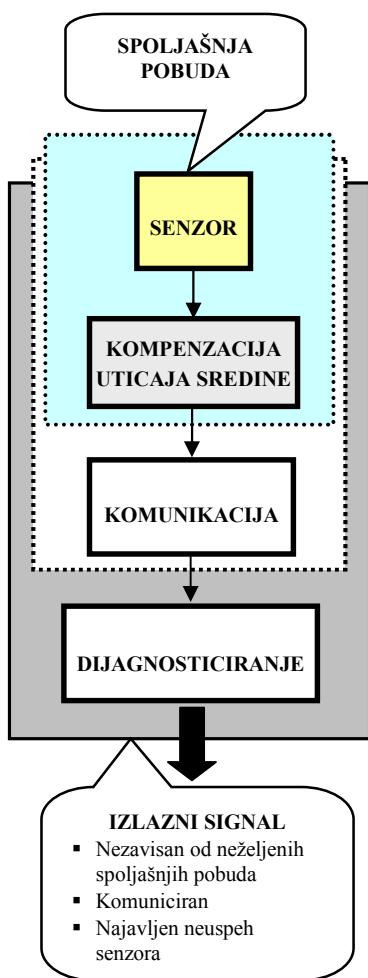 SPOLJAŠNJA
POBUDA
SENZOR
KOMPENZACIJA
UTICAJA SREDINE
KOMUNIKACIJA
DIJAGNOSTICIRANJE
IZLAZNI SIGNAL
▪ Nezavisan od neželjenih
spoljašnjih pobuda
▪ Komuniciran
▪ Najavljen neuspeh
senzora